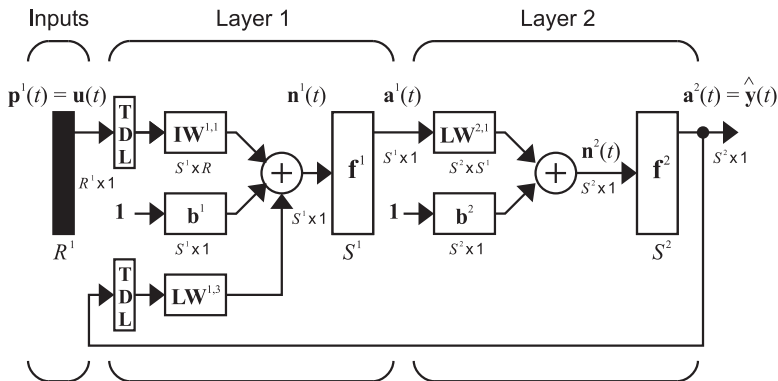 Inputs Layer 1 Layer 2
p¹(t) = u(t) n¹(t) a¹(t) a²(t) = ŷ(t)
TDL IW¹,¹ f¹ LW²,¹ n²(t) f²
R¹ x 1 S¹ x R S¹ x 1 S² x S¹ S² x 1 S² x 1
1 b¹ S¹ x 1 1 b²
R¹ S¹ x 1 S¹ S² x 1 S²
TDL LW¹,³